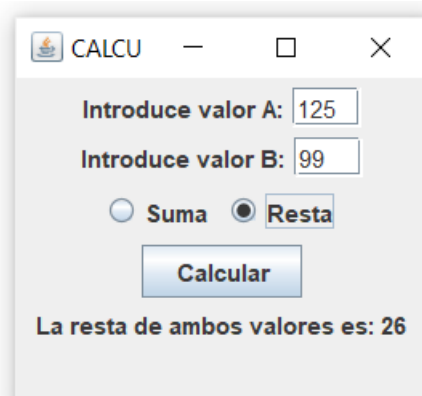 CALCU
Introduce valor A: 125
Introduce valor B: 99
Suma Resta
Calcular
La resta de ambos valores es: 26